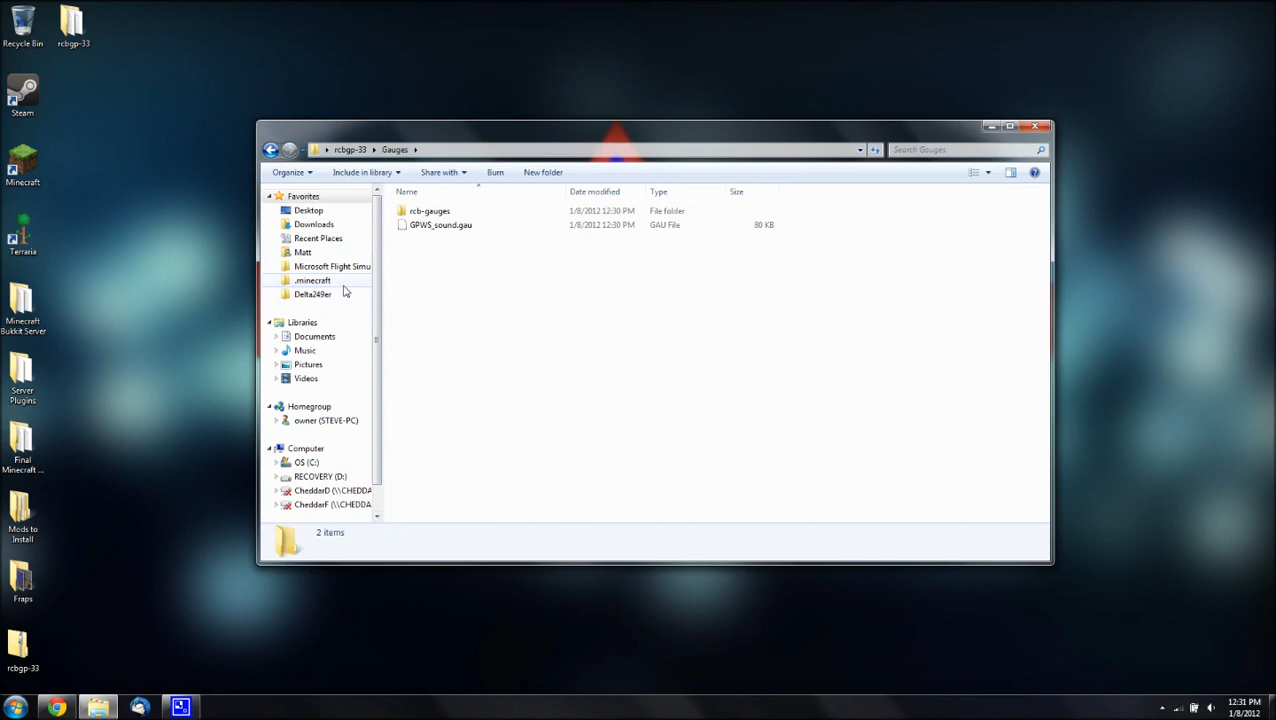 Recycle Bin
rcbgp-33
Steam
Minecraft
Terraria
Minecraft
Bukkit Server
Server
Plugins
Final
Minecraft ...
Mods to
Install
Fraps
rcbgp-33
rcbgp-33
Gauges
Search Gauges
Organize
Include in library
Share with
Burn
New folder
Favorites
Desktop
Downloads
Recent Places
Matt
Microsoft Flight Simu
.minecraft
Delta249er
Libraries
Documents
Music
Pictures
Videos
Homegroup
owner (STEVE-PC)
Computer
OS (C:)
RECOVERY (D:)
CheddarD (\\CHEDDA
CheddarF (\\CHEDDA
Name Date modified Type Size
rcb-gauges 1/8/2012 12:30 PM File folder
GPWS_sound.gau 1/8/2012 12:30 PM GAU File 80 KB
2 items
12:31 PM
1/8/2012